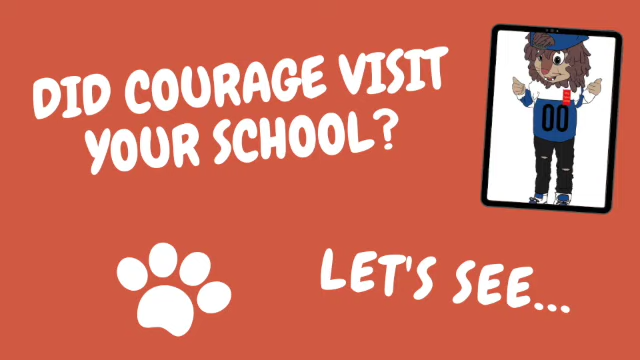 DID COURAGE VISIT
YOUR SCHOOL?
00
LET'S SEE...